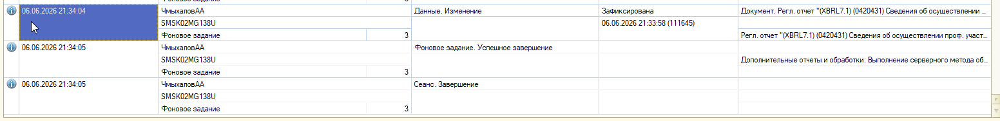 Фоновое задание 3
06.06.2026 21:34:04 ЧмыхаловАА Данные. Изменение Зафиксирована Документ. Регл. отчет "(XBRL7.1) (0420431) Сведения об осуществлении ...
SMSK02MG138U 06.06.2026 21:33:58 (111645)
Фоновое задание 3 Регл. отчет "(XBRL7.1) (0420431) Сведения об осуществлении проф. участ...
06.06.2026 21:34:05 ЧмыхаловАА Фоновое задание. Успешное завершение
SMSK02MG138U Дополнительные отчеты и обработки: Выполнение серверного метода об...
Фоновое задание 3
06.06.2026 21:34:05 ЧмыхаловАА Сеанс. Завершение
SMSK02MG138U
Фоновое задание 3